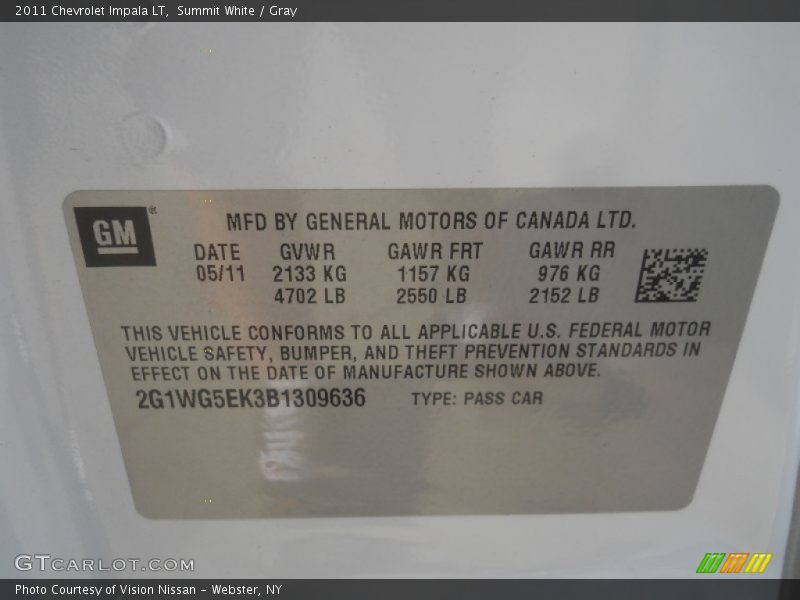 2011 Chevrolet Impala LT, Summit White / Gray
GM®
MFD BY GENERAL MOTORS OF CANADA LTD.
DATE GVWR GAWR FRT GAWR RR
05/11 2133 KG 1157 KG 976 KG
4702 LB 2550 LB 2152 LB
THIS VEHICLE CONFORMS TO ALL APPLICABLE U.S. FEDERAL MOTOR
VEHICLE SAFETY, BUMPER, AND THEFT PREVENTION STANDARDS IN
EFFECT ON THE DATE OF MANUFACTURE SHOWN ABOVE.
2G1WG5EK3B1309636 TYPE: PASS CAR
GTCARLOT.COM
Photo Courtesy of Vision Nissan – Webster, NY